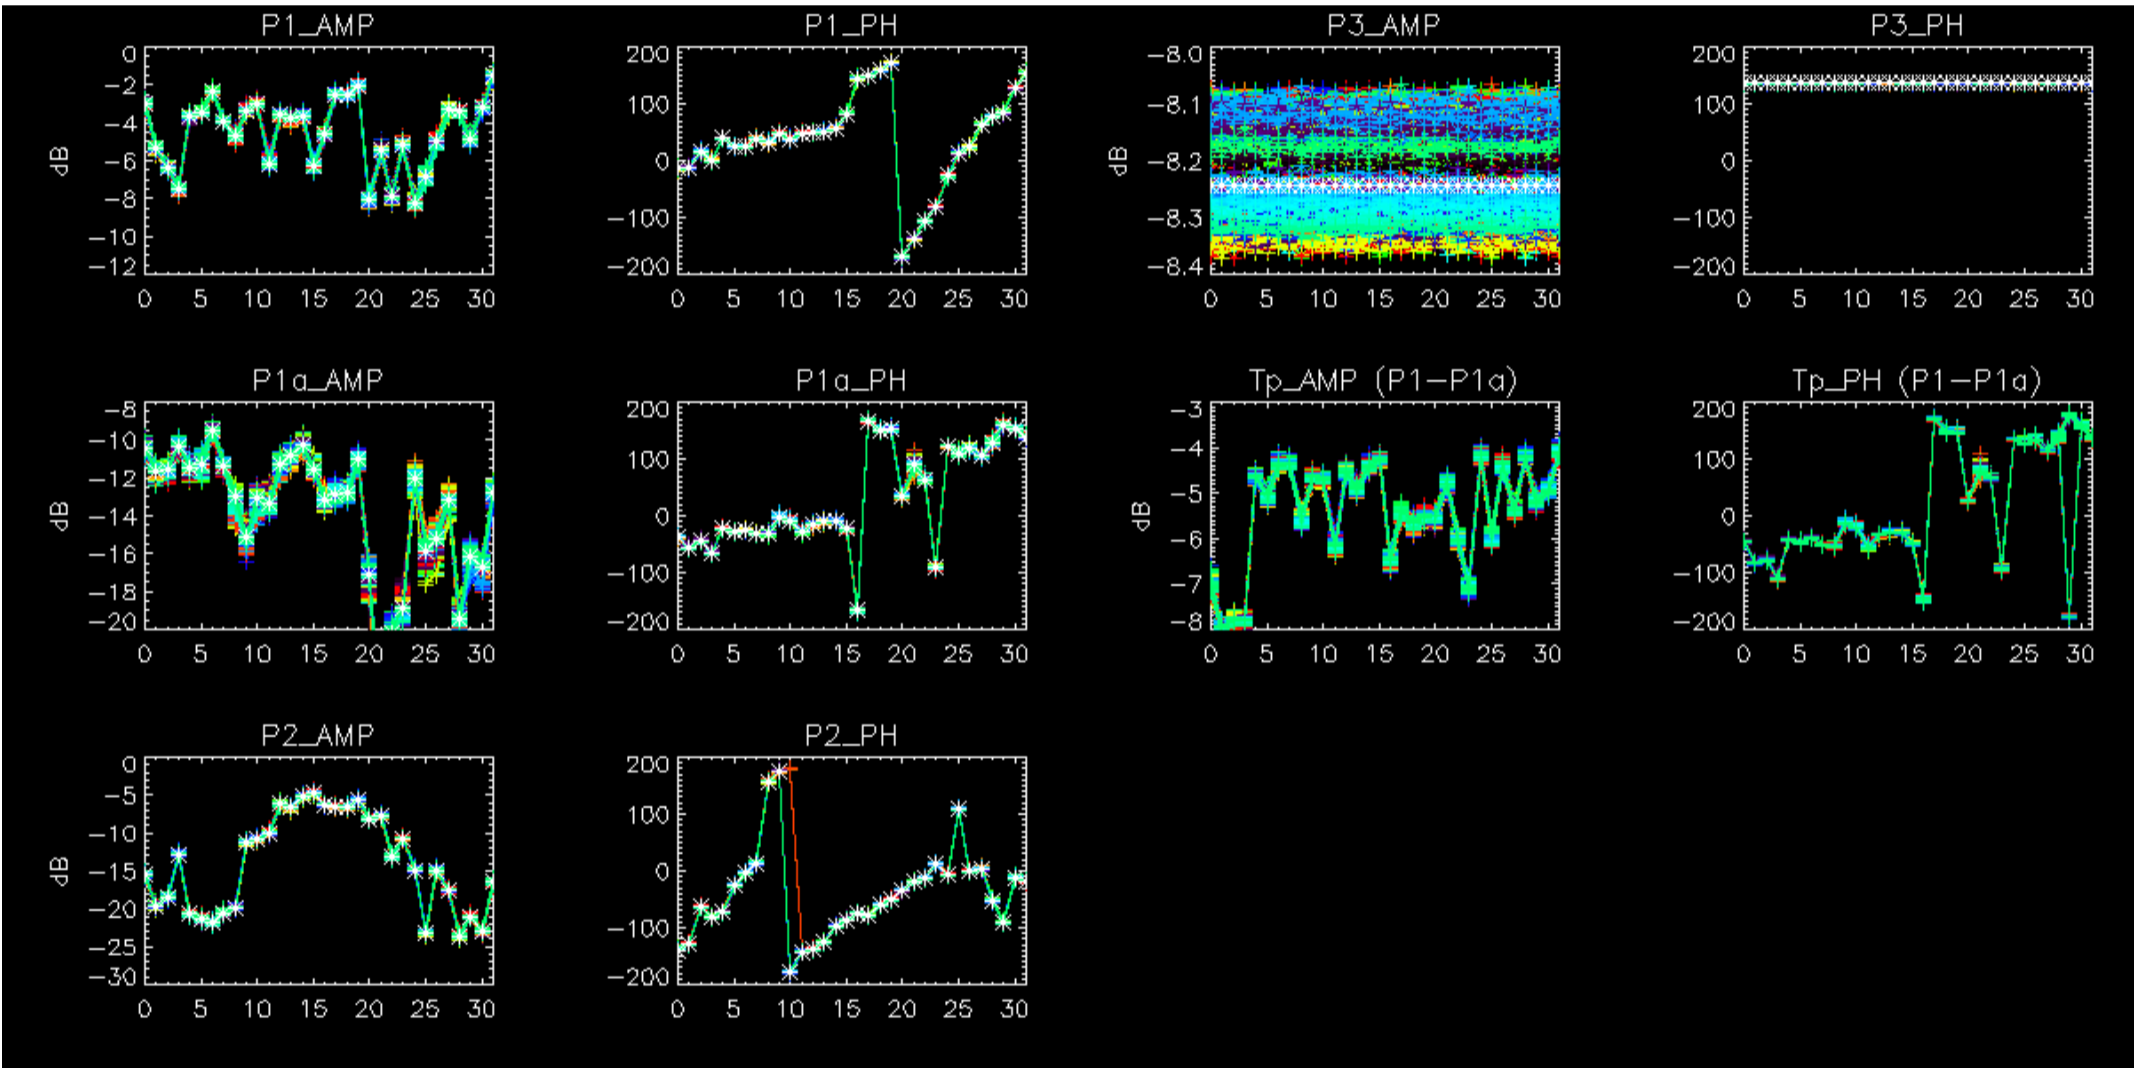 P1_AMP P1_PH P3_AMP P3_PH
0 200 -8.0 200
-2
-4 100 -8.1 100
dB -6 0 dB -8.2 0
-8
-10 -100 -8.3 -100
-12 -200 -8.4 -200
0 5 10 15 20 25 30 0 5 10 15 20 25 30 0 5 10 15 20 25 30 0 5 10 15 20 25 30
P1a_AMP P1a_PH Tp_AMP (P1-P1a) Tp_PH (P1-P1a)
-8 200 -3 200
-10 100 -4 100
-12
dB -14 0 dB -5 0
-16 -6
-18 -100 -7 -100
-20 -200 -8 -200
0 5 10 15 20 25 30 0 5 10 15 20 25 30 0 5 10 15 20 25 30 0 5 10 15 20 25 30
P2_AMP P2_PH
0 200
-5 100
-10
dB -15 0
-20 -100
-25
-30 -200
0 5 10 15 20 25 30 0 5 10 15 20 25 30